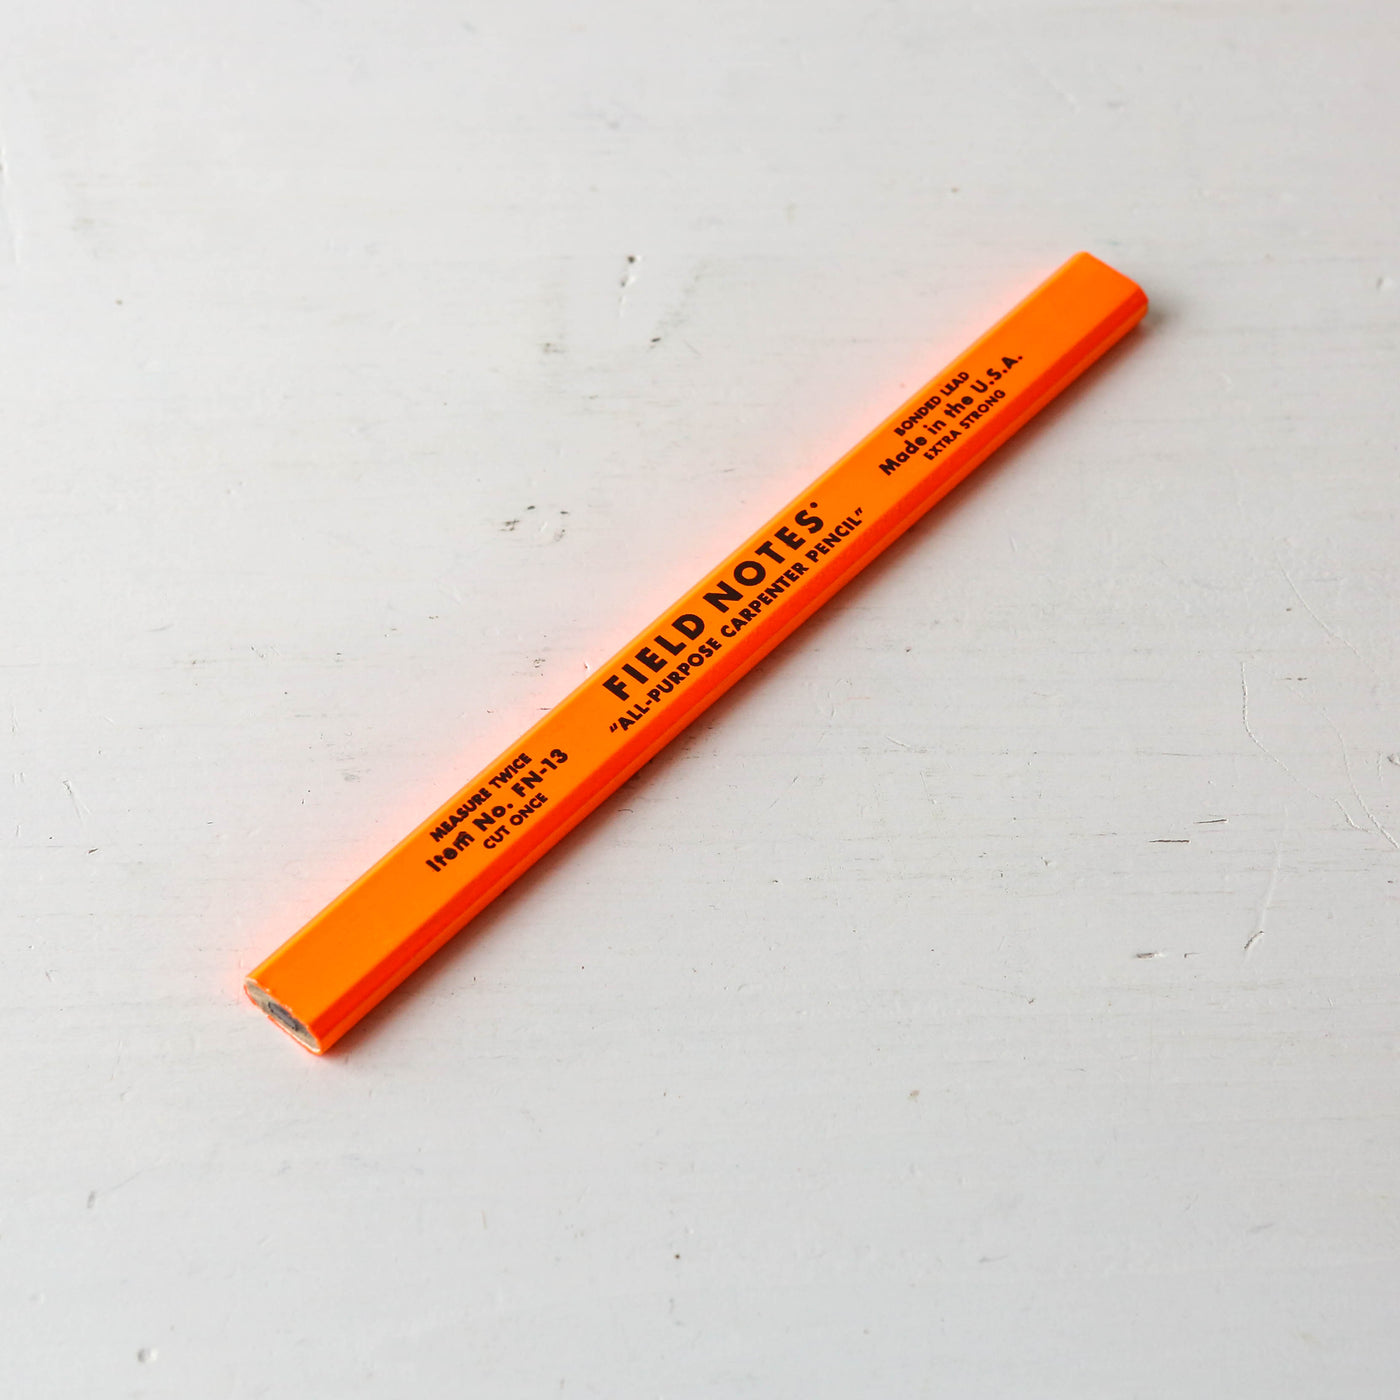 MEASURE TWICE
Item No. FN-13
CUT ONCE
FIELD NOTES
“ALL-PURPOSE CARPENTER PENCIL”
BONDED LEAD
Made in the U.S.A.
EXTRA STRONG